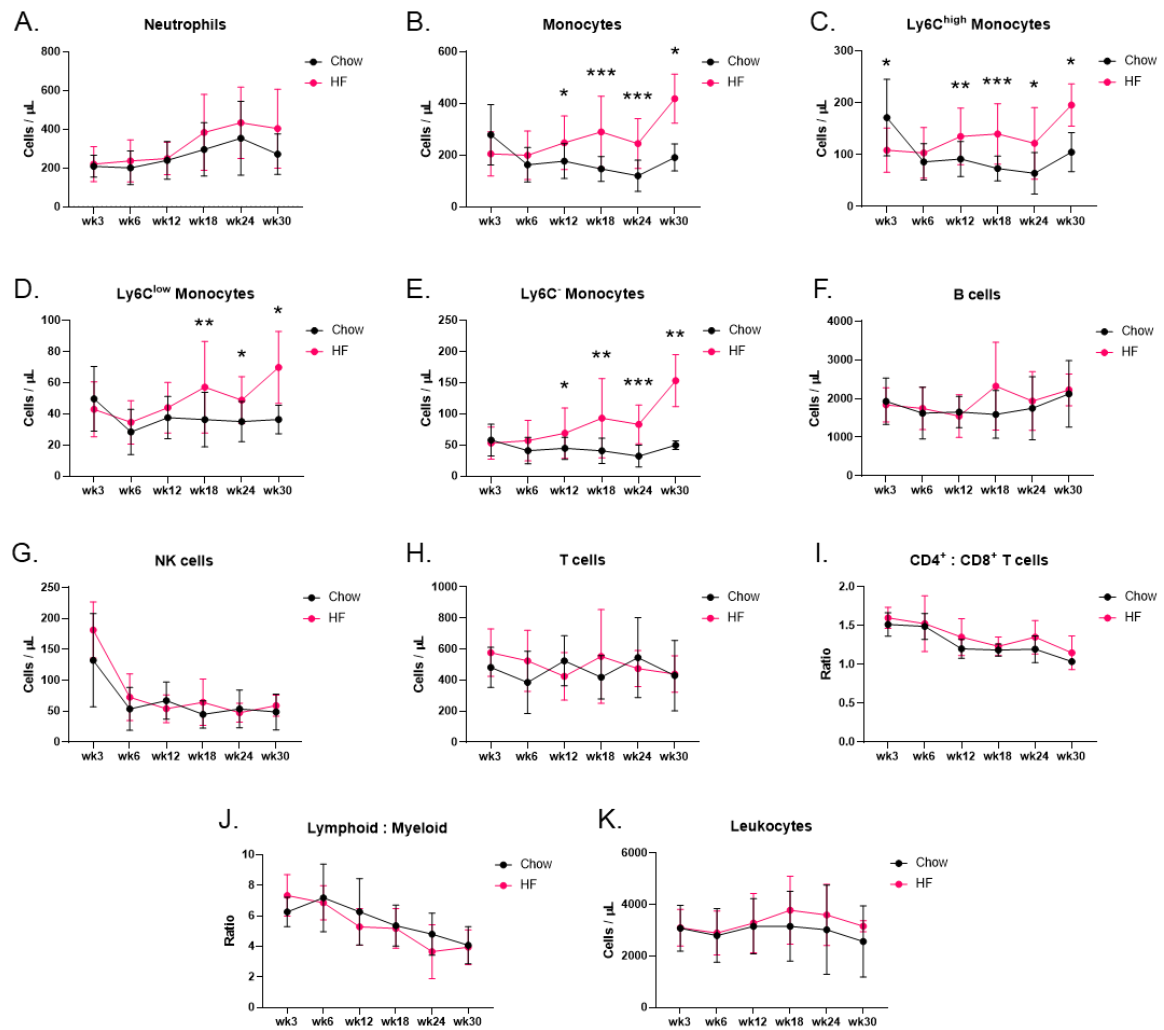 A.
Neutrophils
800
600
400
200
0
Cells / μL
wk3 wk6 wk12 wk18 wk24 wk30
Chow
HF
B.
Monocytes
600
400
200
0
Cells / μL
* *** *** *
wk3 wk6 wk12 wk18 wk24 wk30
Chow
HF
C.
Ly6Chigh Monocytes
300
200
100
0
Cells / μL
* ** *** * *
wk3 wk6 wk12 wk18 wk24 wk30
Chow
HF
D.
Ly6Clow Monocytes
100
80
60
40
20
0
Cells / μL
** * *
wk3 wk6 wk12 wk18 wk24 wk30
Chow
HF
E.
Ly6C- Monocytes
250
200
150
100
50
0
Cells / μL
* ** *** **
wk3 wk6 wk12 wk18 wk24 wk30
Chow
HF
F.
B cells
4000
3000
2000
1000
0
Cells / μL
wk3 wk6 wk12 wk18 wk24 wk30
Chow
HF
G.
NK cells
250
200
150
100
50
0
Cells / μL
wk3 wk6 wk12 wk18 wk24 wk30
Chow
HF
H.
T cells
1000
800
600
400
200
0
Cells / μL
wk3 wk6 wk12 wk18 wk24 wk30
Chow
HF
I.
CD4+ : CD8+ T cells
2.0
1.5
1.0
0.5
0.0
Ratio
wk3 wk6 wk12 wk18 wk24 wk30
Chow
HF
J.
Lymphoid : Myeloid
10
8
6
4
2
0
Ratio
wk3 wk6 wk12 wk18 wk24 wk30
Chow
HF
K.
Leukocytes
6000
4000
2000
0
Cells / μL
wk3 wk6 wk12 wk18 wk24 wk30
Chow
HF